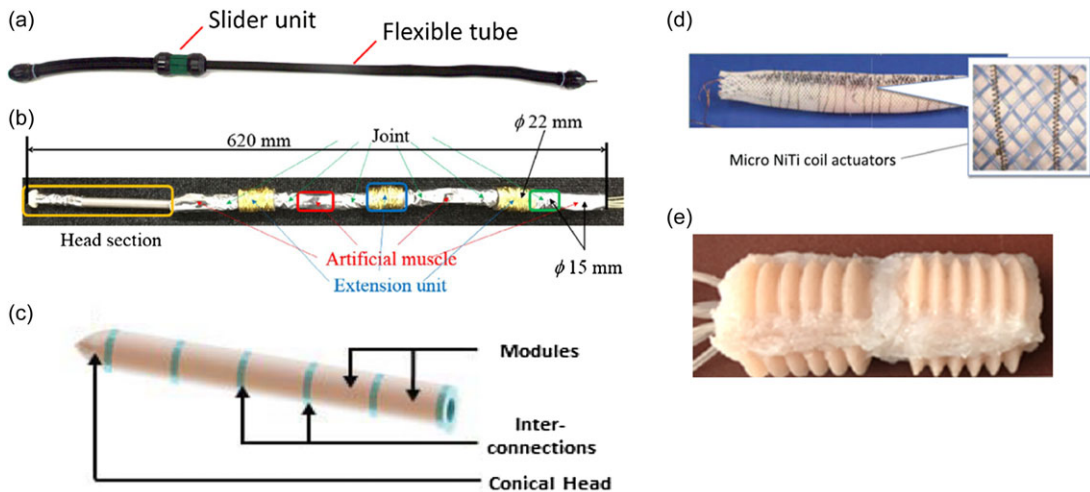 (a)
Slider unit
Flexible tube
(b)
620 mm
Joint
ϕ 22 mm
Head section
Artificial muscle
Extension unit
ϕ 15 mm
(c)
Modules
Inter-
connections
Conical Head
(d)
Micro NiTi coil actuators
(e)